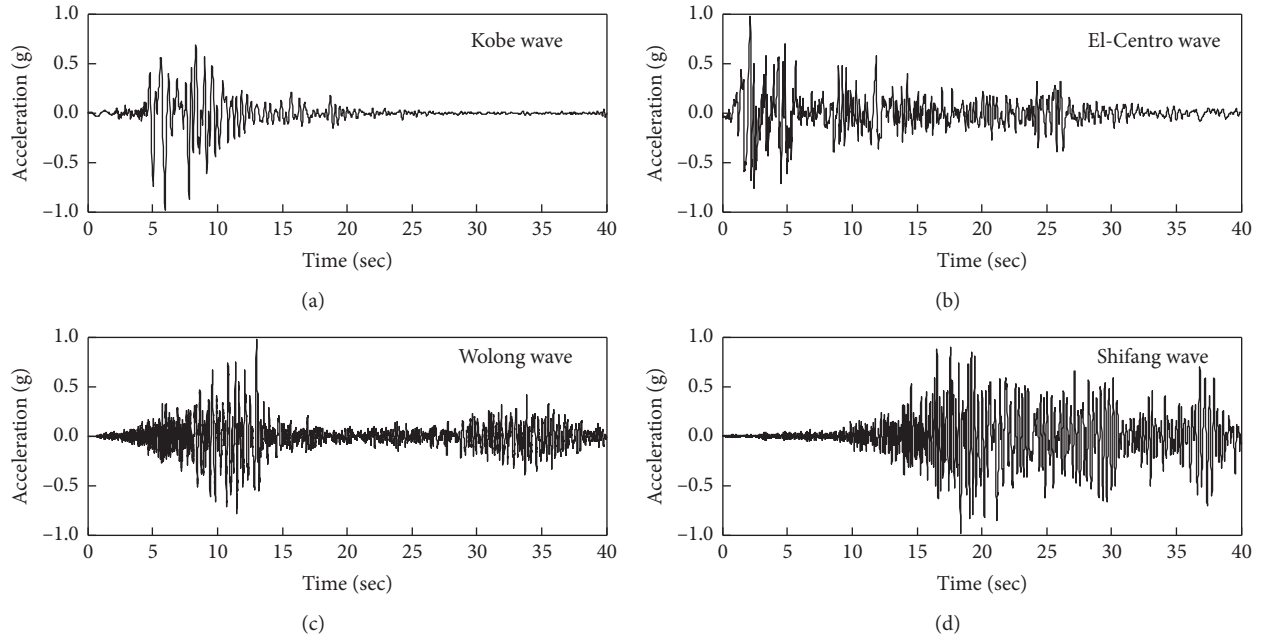 Kobe wave
Acceleration (g)
1.0
0.5
0.0
−0.5
−1.0
0 5 10 15 20 25 30 35 40
Time (sec)
(a)
El-Centro wave
Acceleration (g)
1.0
0.5
0.0
−0.5
−1.0
0 5 10 15 20 25 30 35 40
Time (sec)
(b)
Wolong wave
Acceleration (g)
1.0
0.5
0.0
−0.5
−1.0
0 5 10 15 20 25 30 35 40
Time (sec)
(c)
Shifang wave
Acceleration (g)
1.0
0.5
0.0
−0.5
−1.0
0 5 10 15 20 25 30 35 40
Time (sec)
(d)